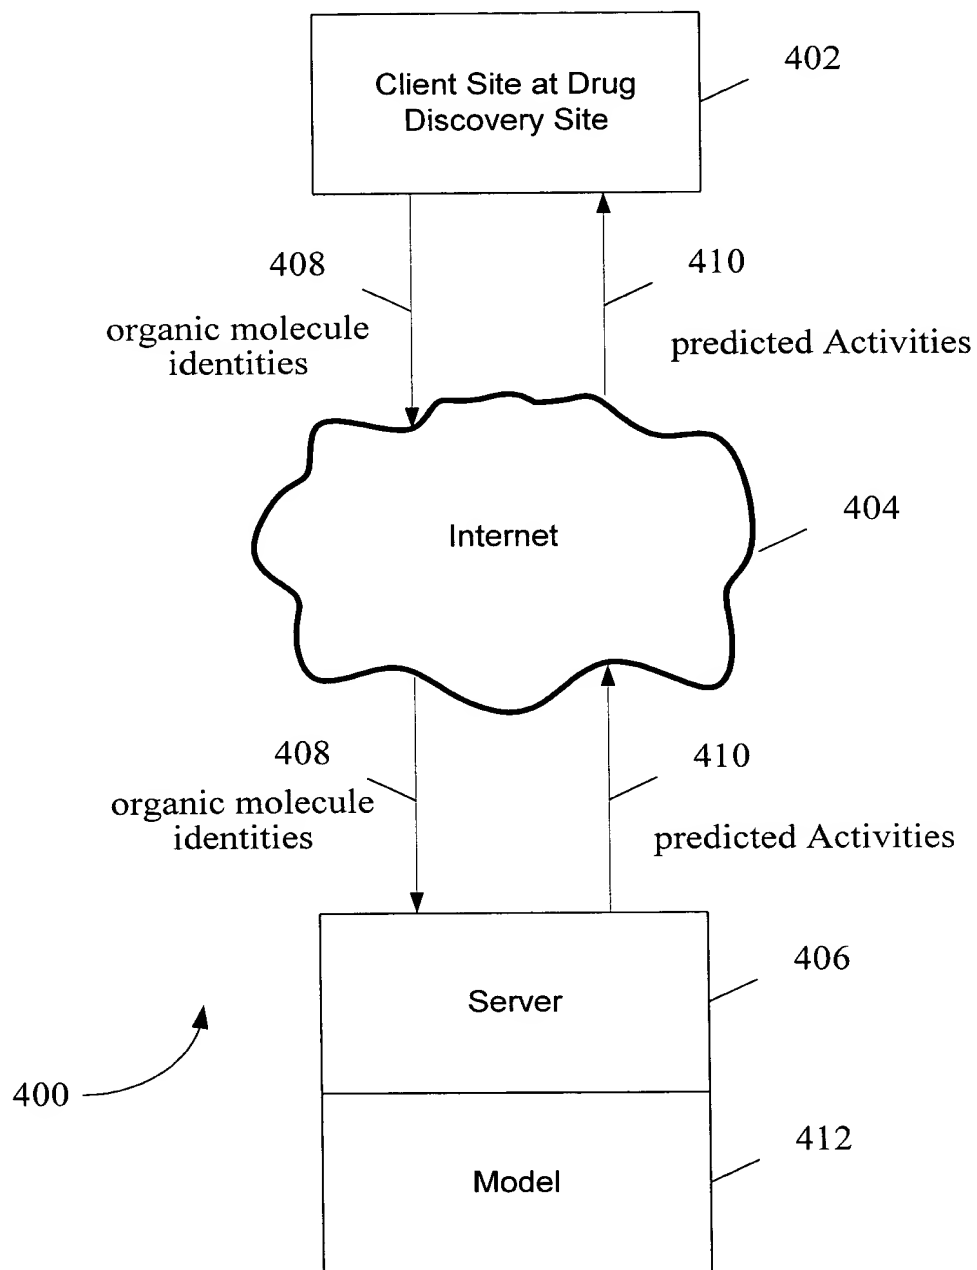 402
Client Site at Drug
Discovery Site
408
410
organic molecule
identities
predicted Activities
404
Internet
408
410
organic molecule
identities
predicted Activities
406
Server
400
412
Model